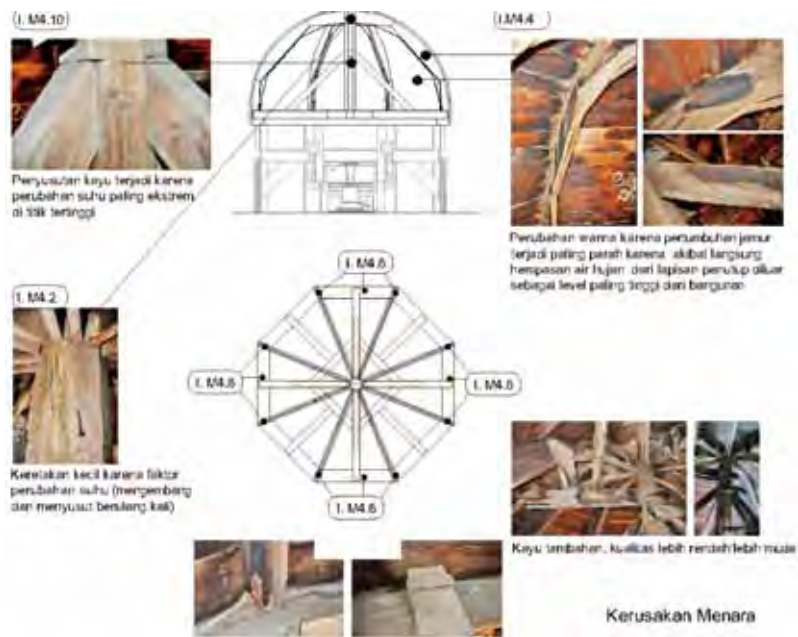 I. M4.10
I.M4.4
Penyusutan kayu terjadi karena
perubahan suhu paling ekstrem
di titik tertinggi
Perubahan warna karena pertumbuhan jamur
terjadi paling parah karena akibat langsung
hempasan air hujan dari lapisan penutup diluar
sebagai level paling tinggi dari bangunan
I. M4.2
I. M4.6
I. M4.6
I. M4.6
I. M4.6
Keretakan kecil karena faktor
perubahan suhu (mengembang
dan menyusut berulang kali)
Kayu tambahan, kualitas lebih rendah/lebih muda
Kerusakan Menara